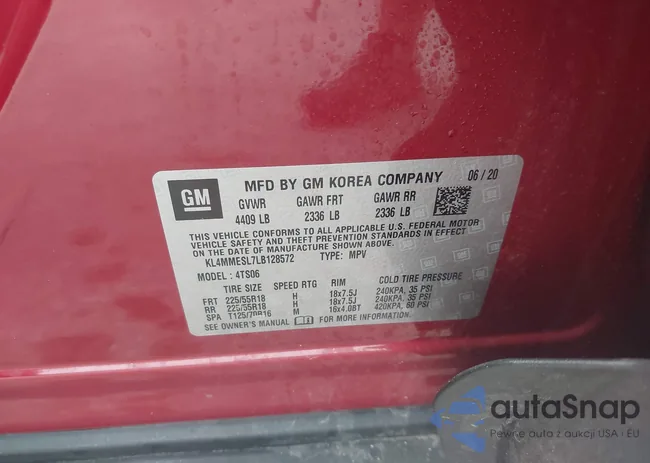 GM MFD BY GM KOREA COMPANY 06/20
GVWR GAWR FRT GAWR RR
4409 LB 2336 LB 2336 LB
THIS VEHICLE CONFORMS TO ALL APPLICABLE U.S. FEDERAL MOTOR
VEHICLE SAFETY AND THEFT PREVENTION STANDARDS IN EFFECT ON
THE DATE OF MANUFACTURE SHOWN ABOVE.
KL4MMESL7LB128572 TYPE: MPV
MODEL: 4TS06
TIRE SIZE SPEED RTG RIM COLD TIRE PRESSURE
FRT 225/55R18 H 18x7.5J 240KPA, 35 PSI
RR 225/55R18 H 18x7.5J 240KPA, 35 PSI
SPA T125/70R16 M 16x4.0BT 420KPA, 60 PSI
SEE OWNER'S MANUAL FOR MORE INFORMATION.
autaSnap
Pewne auta z aukcji USA i EU